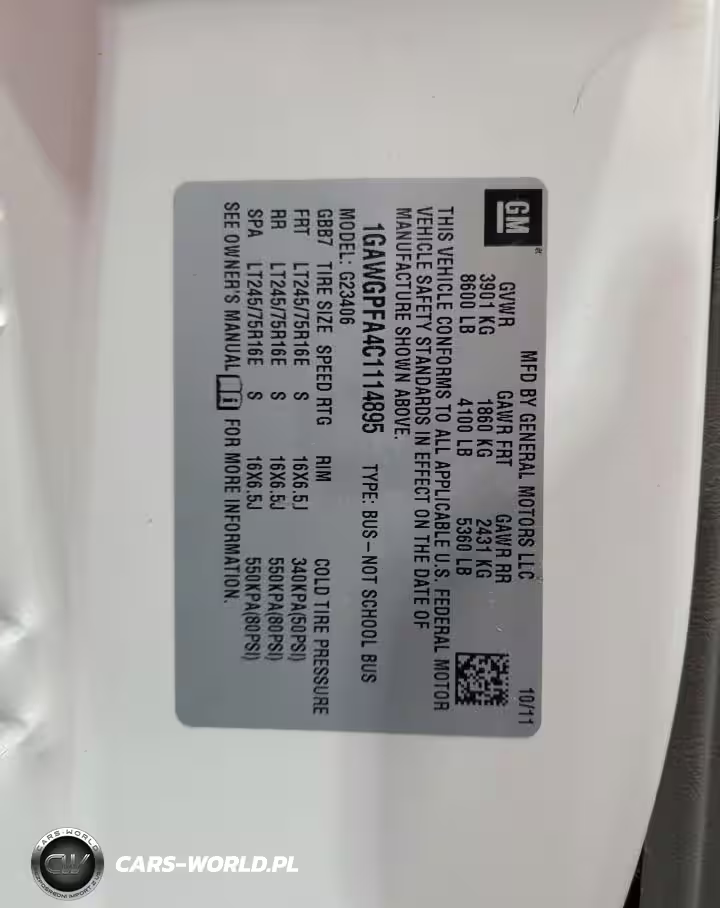 GM
MFD BY GENERAL MOTORS LLC 10/11
GVWR GAWR FRT GAWR RR
3901 KG 1860 KG 2431 KG
8600 LB 4100 LB 5360 LB
THIS VEHICLE CONFORMS TO ALL APPLICABLE U.S. FEDERAL MOTOR
VEHICLE SAFETY STANDARDS IN EFFECT ON THE DATE OF
MANUFACTURE SHOWN ABOVE.
1GAWGPFA4C1114895 TYPE: BUS-NOT SCHOOL BUS
MODEL: G23406
GBB7 TIRE SIZE SPEED RTG RIM COLD TIRE PRESSURE
FRT LT245/75R16E S 16X6.5J 340KPA(50PSI)
RR LT245/75R16E S 16X6.5J 550KPA(80PSI)
SPA LT245/75R16E S 16X6.5J 550KPA(80PSI)
SEE OWNER'S MANUAL i FOR MORE INFORMATION.
CARS-WORLD
CW
CARS-WORLD.PL